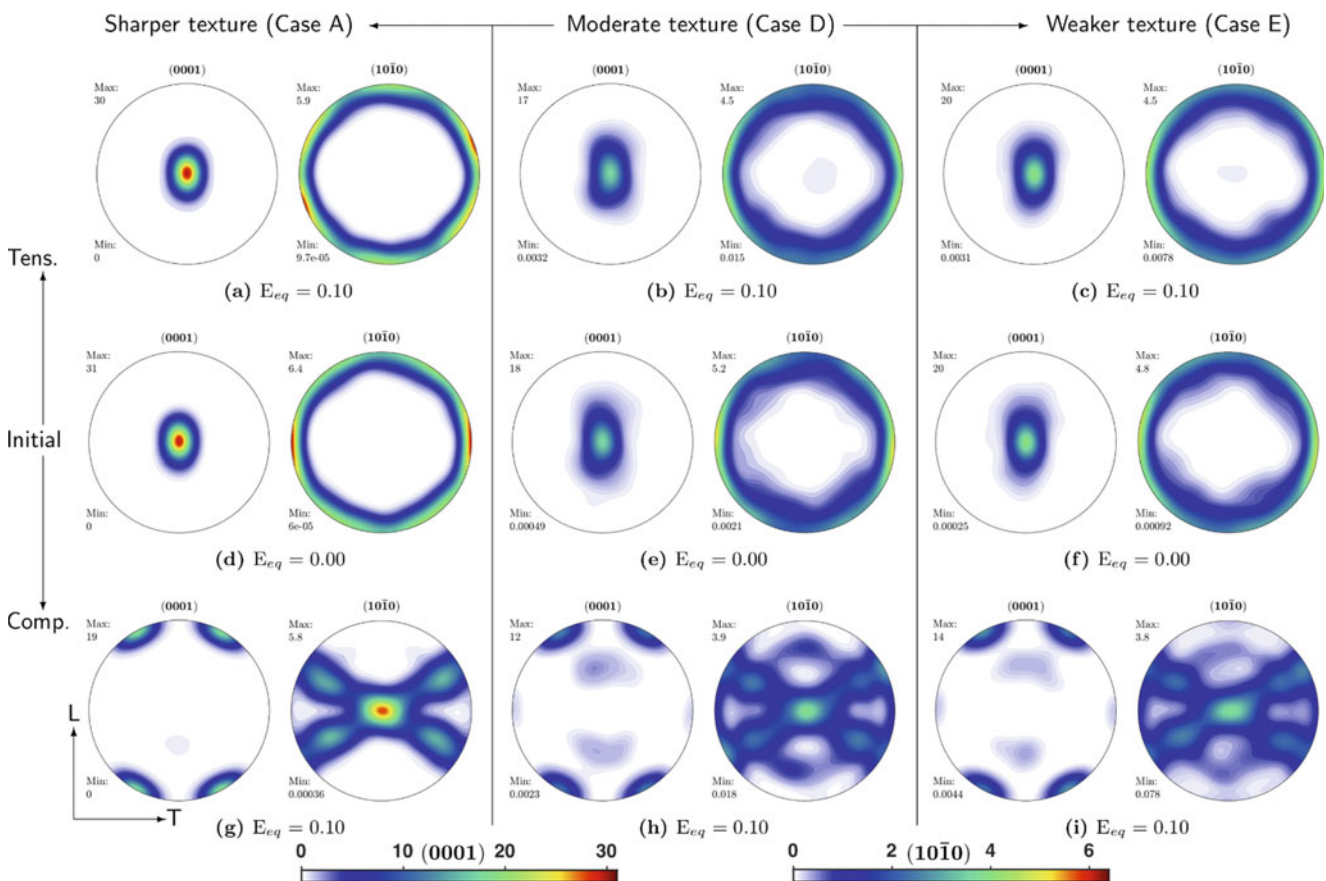 Sharper texture (Case A)
Moderate texture (Case D)
Weaker texture (Case E)
(0001)
(101̄0)
(0001)
(101̄0)
(0001)
(101̄0)
Max:
30
Max:
5.9
Max:
17
Max:
4.5
Max:
20
Max:
4.5
Min:
0
Min:
9.7e-05
Min:
0.0032
Min:
0.015
Min:
0.0031
Min:
0.0078
Tens.
(a) E_eq = 0.10
(b) E_eq = 0.10
(c) E_eq = 0.10
(0001)
(101̄0)
(0001)
(101̄0)
(0001)
(101̄0)
Max:
31
Max:
6.4
Max:
18
Max:
5.2
Max:
20
Max:
4.8
Initial
Min:
0
Min:
6e-05
Min:
0.00049
Min:
0.0021
Min:
0.00025
Min:
0.00092
(d) E_eq = 0.00
(e) E_eq = 0.00
(f) E_eq = 0.00
Comp.
(0001)
(101̄0)
(0001)
(101̄0)
(0001)
(101̄0)
Max:
19
Max:
5.8
Max:
12
Max:
3.9
Max:
14
Max:
3.8
L
T
Min:
0
Min:
0.00036
Min:
0.0023
Min:
0.018
Min:
0.0044
Min:
0.078
(g) E_eq = 0.10
(h) E_eq = 0.10
(i) E_eq = 0.10
0 10 (0001) 20 30
0 2 (101̄0) 4 6